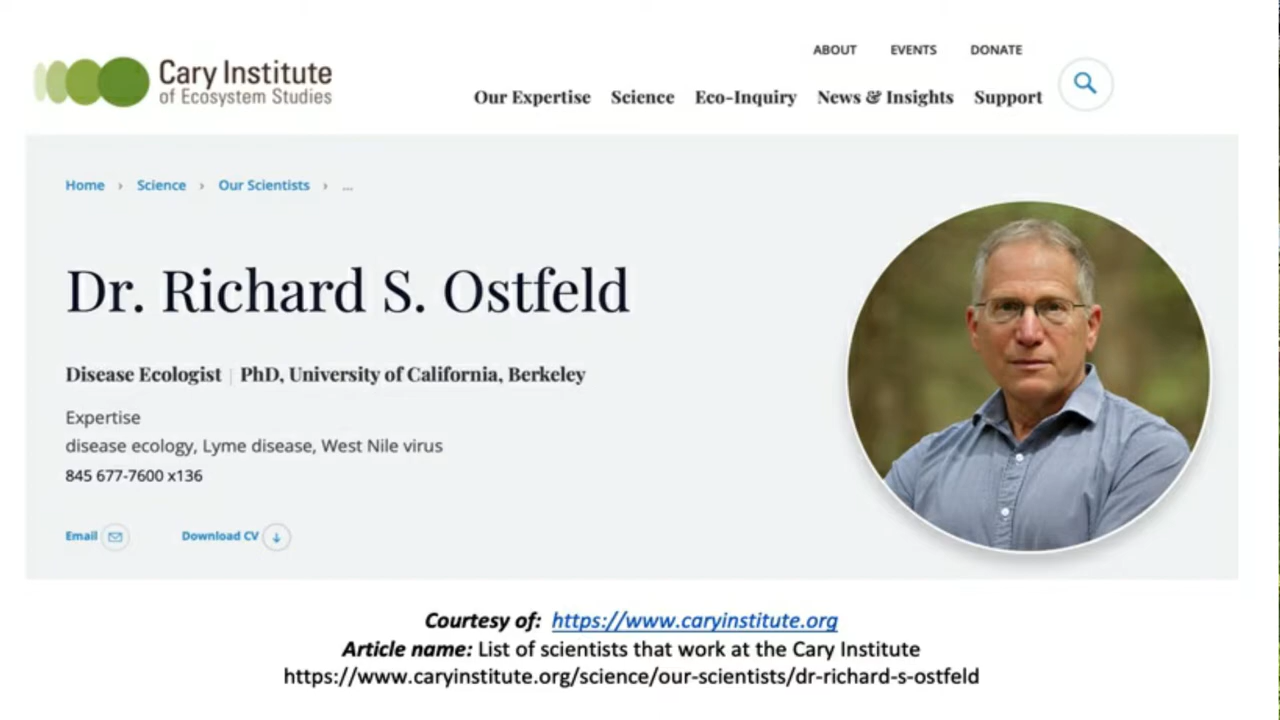 Cary Institute
of Ecosystem Studies
ABOUT EVENTS DONATE
Our Expertise Science Eco-Inquiry News & Insights Support
Home › Science › Our Scientists › ...
Dr. Richard S. Ostfeld
Disease Ecologist | PhD, University of California, Berkeley
Expertise
disease ecology, Lyme disease, West Nile virus
845 677-7600 x136
Email Download CV
Courtesy of: https://www.caryinstitute.org
Article name: List of scientists that work at the Cary Institute
https://www.caryinstitute.org/science/our-scientists/dr-richard-s-ostfeld